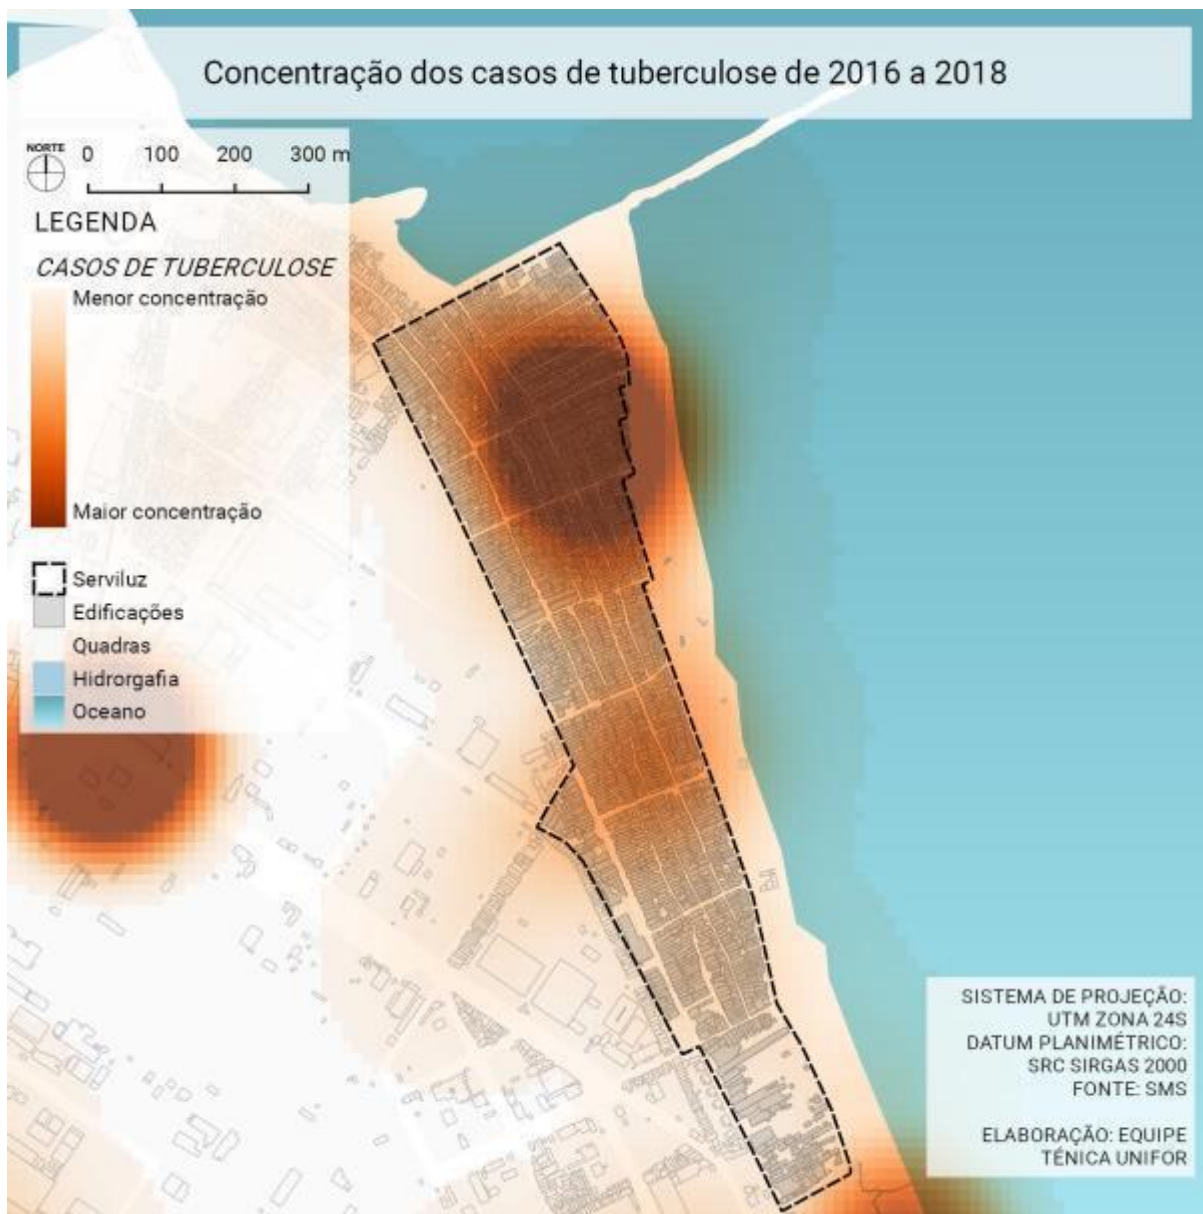 Concentração dos casos de tuberculose de 2016 a 2018
NORTE
0 100 200 300 m
LEGENDA
CASOS DE TUBERCULOSE
Menor concentração
Maior concentração
Serviluz
Edificações
Quadras
Hidrorgafia
Oceano
SISTEMA DE PROJEÇÃO:
UTM ZONA 24S
DATUM PLANIMÉTRICO:
SRC SIRGAS 2000
FONTE: SMS
ELABORAÇÃO: EQUIPE
TÉNICA UNIFOR